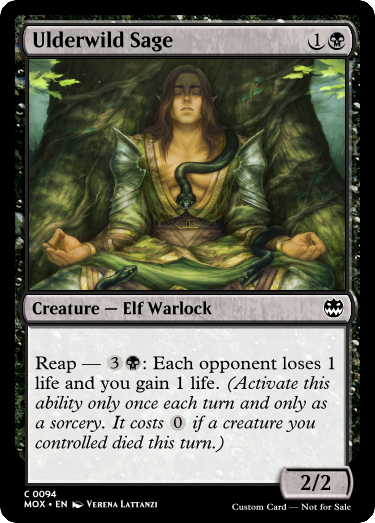 Ulderwild Sage 1
Creature — Elf Warlock
Reap — 3: Each opponent loses 1
life and you gain 1 life. (Activate this
ability only once each turn and only as
a sorcery. It costs 0 if a creature you
controlled died this turn.)
2/2
C 0094
MOX • EN Verena Lattanzi
Custom Card — Not for Sale